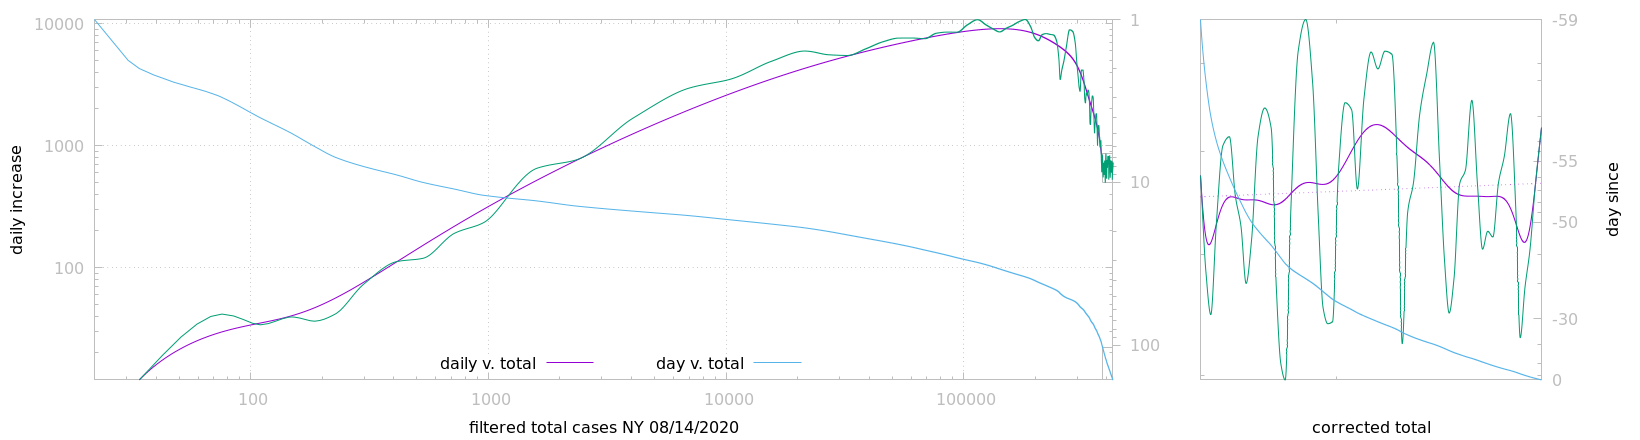 10000
1000
100
daily increase
daily v. total
day v. total
100
1000
10000
100000
filtered total cases NY 08/14/2020
1
10
100
-59
-55
-50
-30
0
day since
corrected total